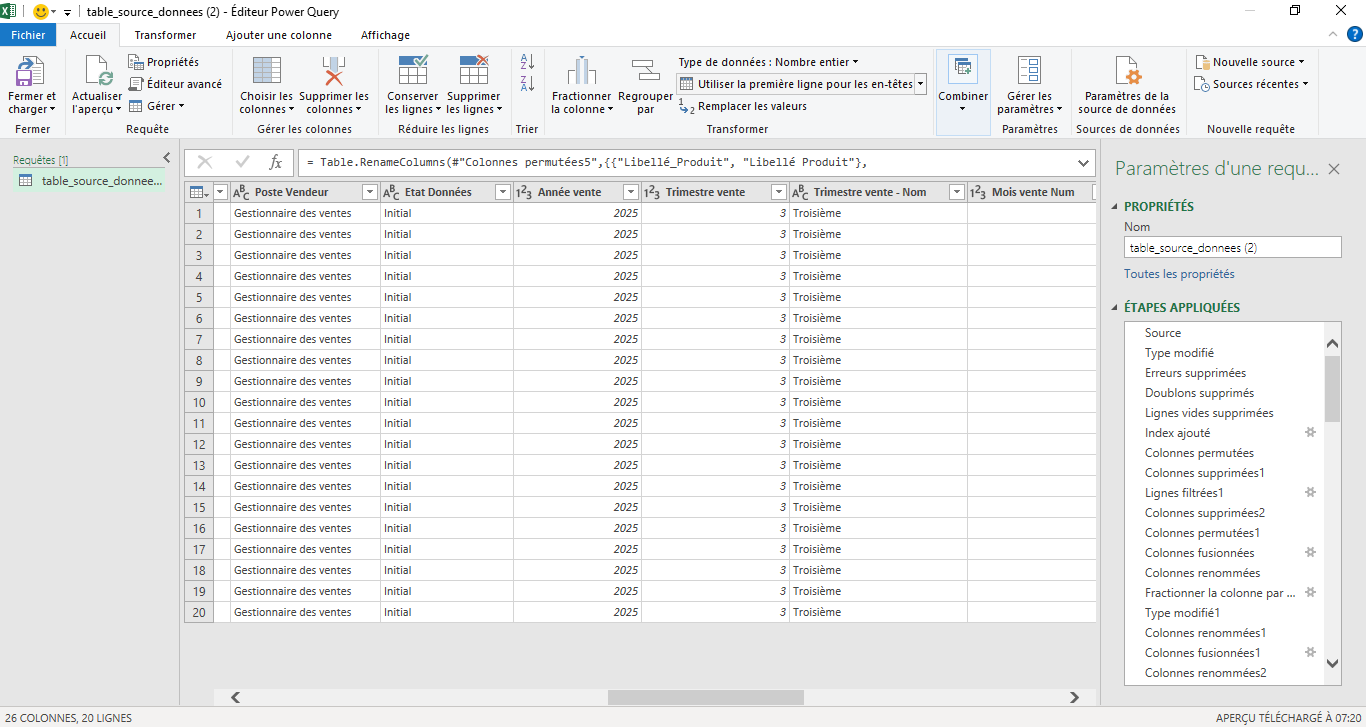 table_source_donnees (2) - Éditeur Power Query
Fichier Accueil Transformer Ajouter une colonne Affichage
Fermer et charger
Fermer
Actualiser l'aperçu
Propriétés
Éditeur avancé
Gérer
Requête
Choisir les colonnes
Supprimer les colonnes
Gérer les colonnes
Conserver les lignes
Supprimer les lignes
Réduire les lignes
Trier
Fractionner la colonne
Regrouper par
Type de données : Nombre entier
Utiliser la première ligne pour les en-têtes
Remplacer les valeurs
Transformer
Combiner
Gérer les paramètres
Paramètres
Paramètres de la source de données
Sources de données
Nouvelle source
Sources récentes
Nouvelle requête
Requêtes [1]
table_source_donnee...
= Table.RenameColumns(#"Colonnes permutées5",{{"Libellé_Produit", "Libellé Produit"},
Poste Vendeur Etat Données Année vente Trimestre vente Trimestre vente - Nom Mois vente Num
1 Gestionnaire des ventes Initial 2025 3 Troisième
2 Gestionnaire des ventes Initial 2025 3 Troisième
3 Gestionnaire des ventes Initial 2025 3 Troisième
4 Gestionnaire des ventes Initial 2025 3 Troisième
5 Gestionnaire des ventes Initial 2025 3 Troisième
6 Gestionnaire des ventes Initial 2025 3 Troisième
7 Gestionnaire des ventes Initial 2025 3 Troisième
8 Gestionnaire des ventes Initial 2025 3 Troisième
9 Gestionnaire des ventes Initial 2025 3 Troisième
10 Gestionnaire des ventes Initial 2025 3 Troisième
11 Gestionnaire des ventes Initial 2025 3 Troisième
12 Gestionnaire des ventes Initial 2025 3 Troisième
13 Gestionnaire des ventes Initial 2025 3 Troisième
14 Gestionnaire des ventes Initial 2025 3 Troisième
15 Gestionnaire des ventes Initial 2025 3 Troisième
16 Gestionnaire des ventes Initial 2025 3 Troisième
17 Gestionnaire des ventes Initial 2025 3 Troisième
18 Gestionnaire des ventes Initial 2025 3 Troisième
19 Gestionnaire des ventes Initial 2025 3 Troisième
20 Gestionnaire des ventes Initial 2025 3 Troisième
Paramètres d'une requ...
PROPRIÉTÉS
Nom
table_source_donnees (2)
Toutes les propriétés
ÉTAPES APPLIQUÉES
Source
Type modifié
Erreurs supprimées
Doublons supprimés
Lignes vides supprimées
Index ajouté
Colonnes permutées
Colonnes supprimées1
Lignes filtrées1
Colonnes supprimées2
Colonnes permutées1
Colonnes fusionnées
Colonnes renommées
Fractionner la colonne par ...
Type modifié1
Colonnes renommées1
Colonnes fusionnées1
Colonnes renommées2
26 COLONNES, 20 LIGNES
APERÇU TÉLÉCHARGÉ À 07:20